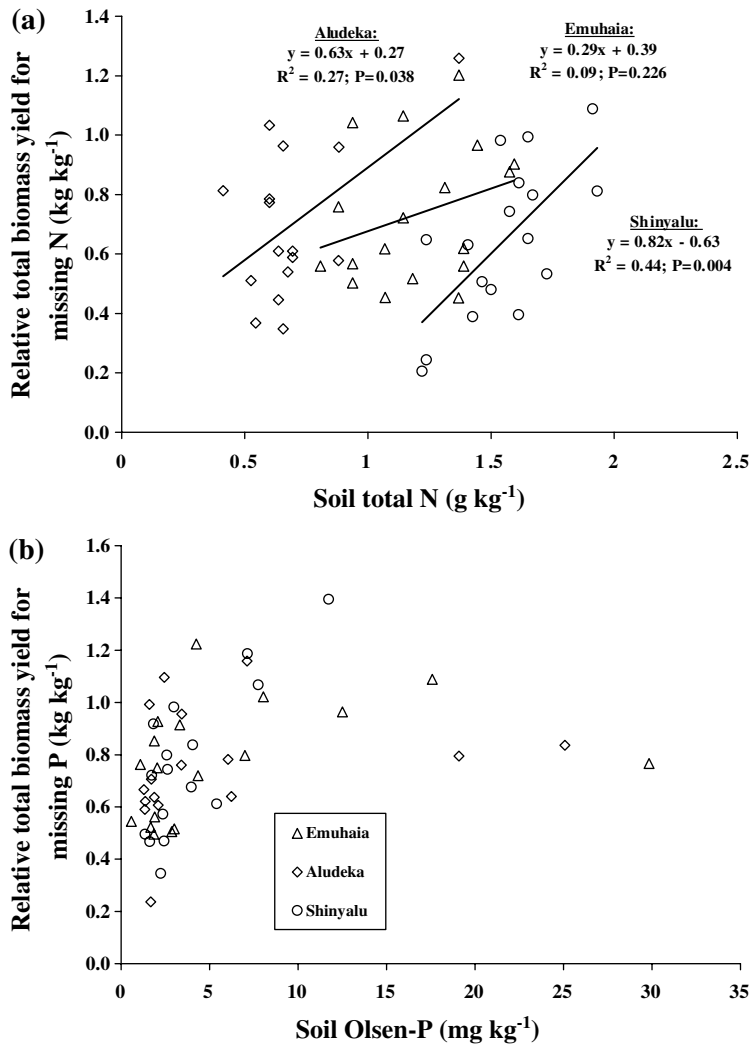 (a)
Relative total biomass yield for
missing N (kg kg⁻¹)
1.4
1.2
1.0
0.8
0.6
0.4
0.2
0.0
Aludeka:
y = 0.63x + 0.27
R² = 0.27; P=0.038
Emuhaia:
y = 0.29x + 0.39
R² = 0.09; P=0.226
Shinyalu:
y = 0.82x - 0.63
R² = 0.44; P=0.004
0
0.5
1
1.5
2
2.5
Soil total N (g kg⁻¹)
(b)
Relative total biomass yield for
missing P (kg kg⁻¹)
1.6
1.4
1.2
1.0
0.8
0.6
0.4
0.2
0.0
Emuhaia
Aludeka
Shinyalu
0
5
10
15
20
25
30
35
Soil Olsen-P (mg kg⁻¹)